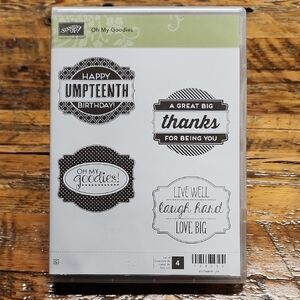 STAMPIN' UP!
Oh My Goodies
HAPPY
UMPTEENTH
BIRTHDAY!
A GREAT BIG
thanks
FOR BEING YOU
OH MY
goodies!
LIVE WELL
laugh hard
LOVE BIG
4